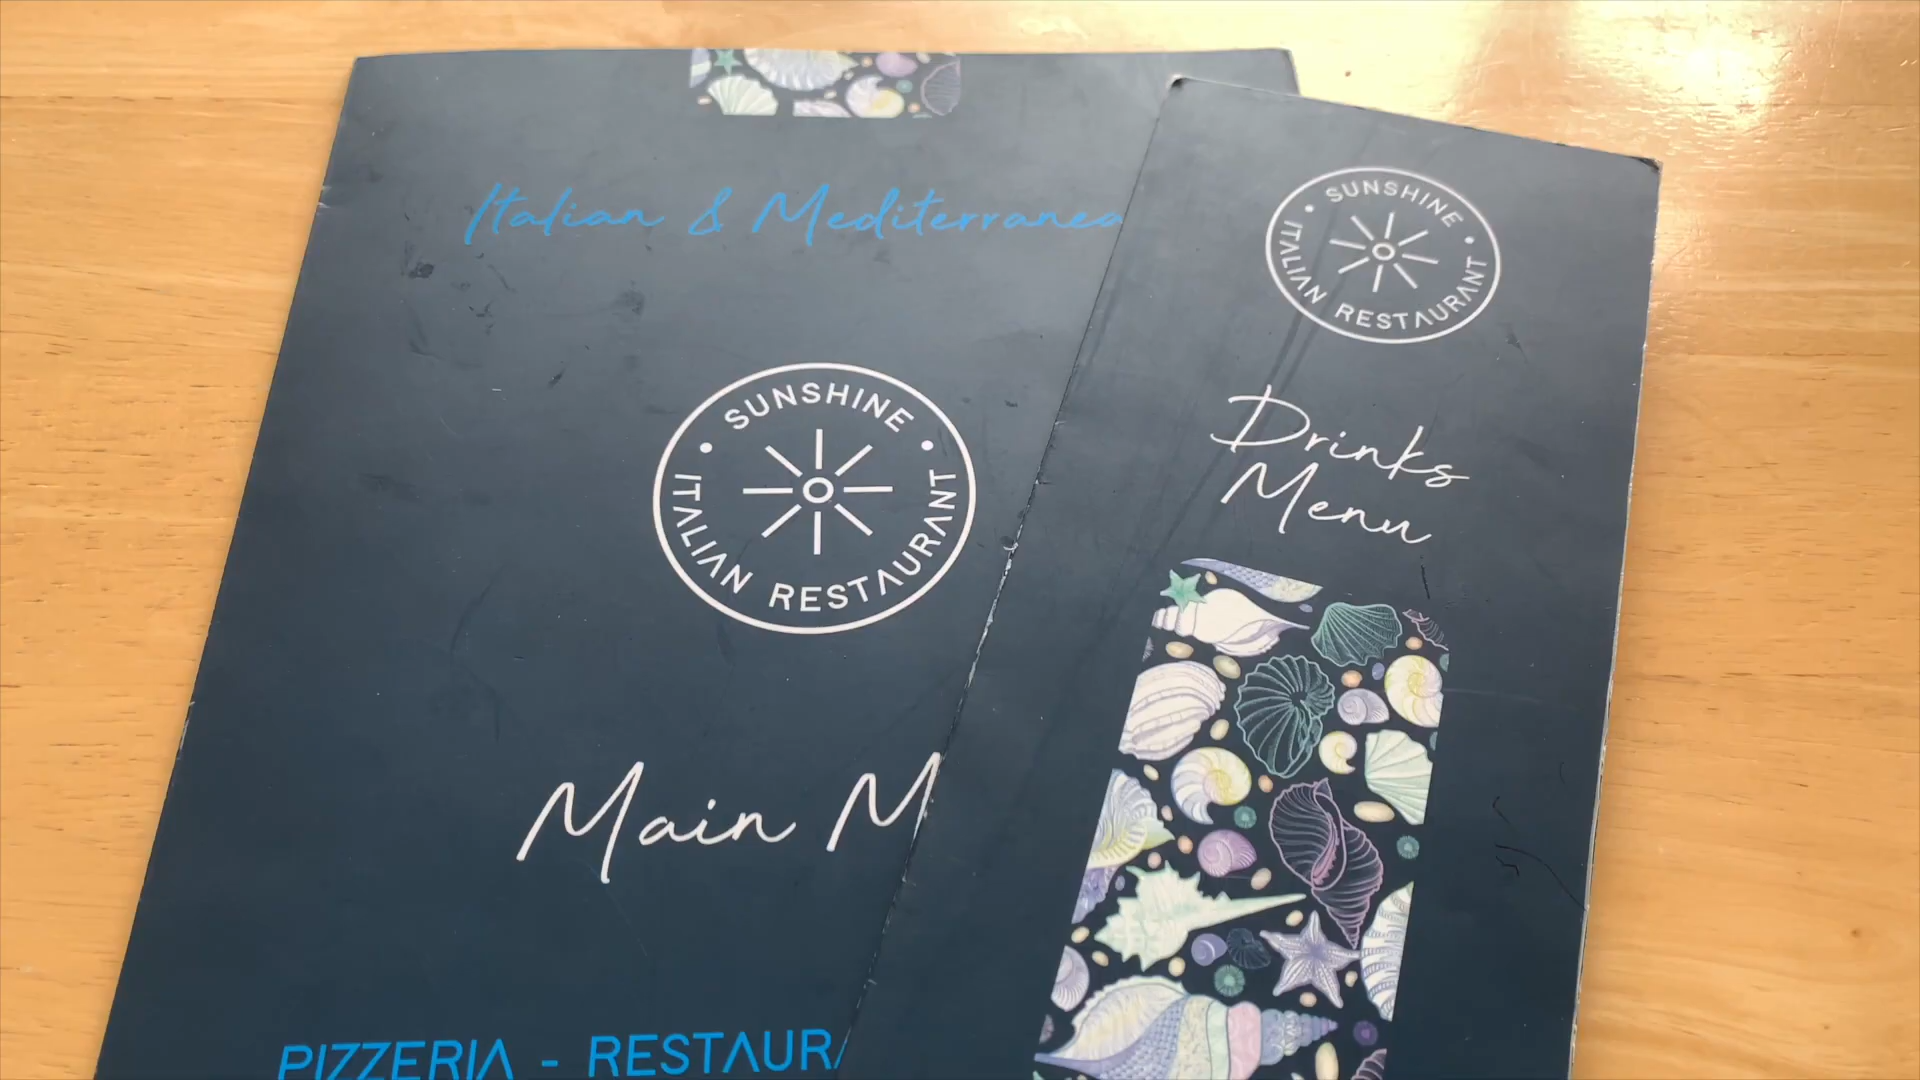 Italian & Mediterranea
SUNSHINE
ITALIAN RESTAURANT
Main M
PIZZERIA - RESTAURA
SUNSHINE
ITALIAN RESTAURANT
Drinks
Menu